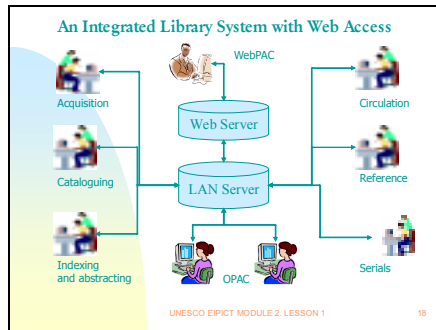 An Integrated Library System with Web Access
WebPAC
Acquisition
Circulation
Web Server
Cataloguing
LAN Server
Reference
Indexing
and abstracting
OPAC
Serials
UNESCO EIPICT MODULE 2. LESSON 1
18